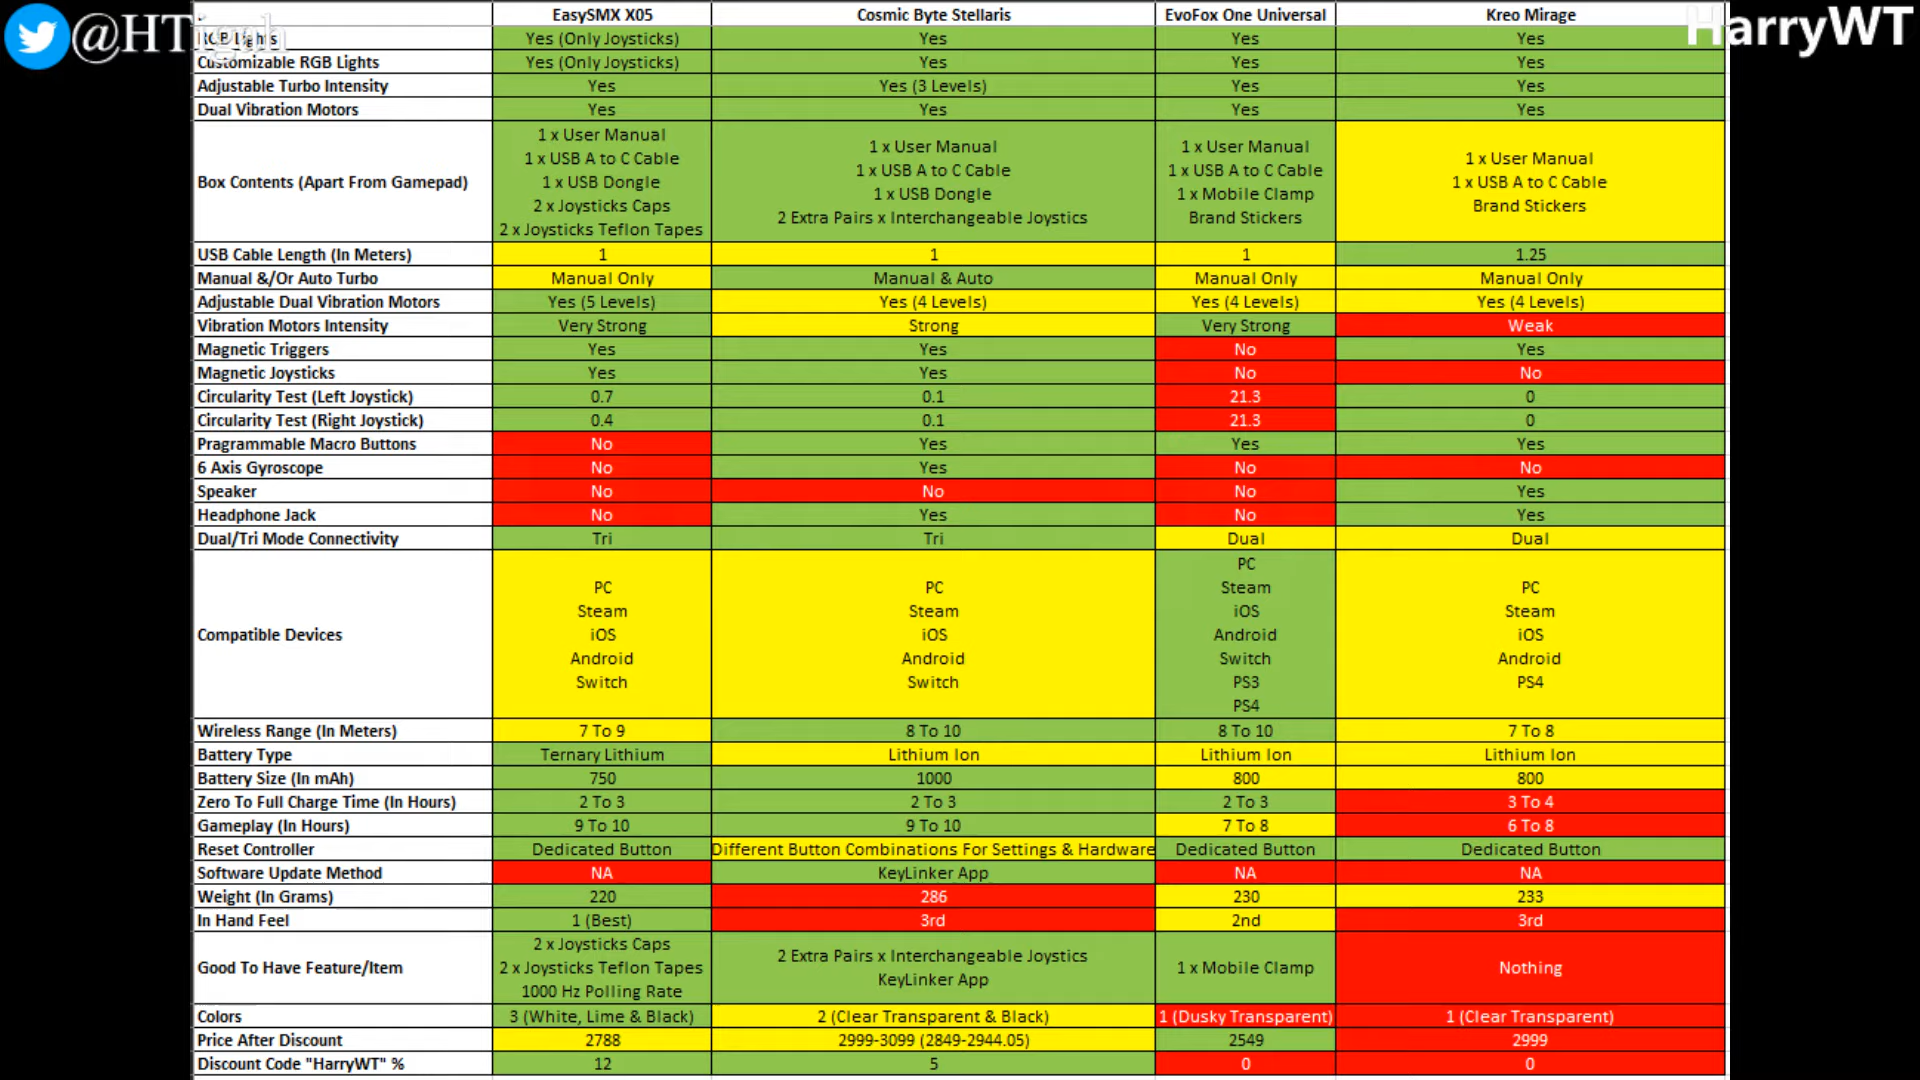 @HTiguh
HarryWT
EasySMX X05 Cosmic Byte Stellaris EvoFox One Universal Kreo Mirage
RGB Lights Yes (Only Joysticks) Yes Yes Yes
Customizable RGB Lights Yes (Only Joysticks) Yes Yes Yes
Adjustable Turbo Intensity Yes Yes (3 Levels) Yes Yes
Dual Vibration Motors Yes Yes Yes Yes
Box Contents (Apart From Gamepad)
1 x User Manual
1 x USB A to C Cable
1 x USB Dongle
2 x Joysticks Caps
2 x Joysticks Teflon Tapes
1 x User Manual
1 x USB A to C Cable
1 x USB Dongle
2 Extra Pairs x Interchangeable Joystics
1 x User Manual
1 x USB A to C Cable
1 x Mobile Clamp
Brand Stickers
1 x User Manual
1 x USB A to C Cable
Brand Stickers
USB Cable Length (In Meters) 1 1 1 1.25
Manual &/Or Auto Turbo Manual Only Manual & Auto Manual Only Manual Only
Adjustable Dual Vibration Motors Yes (5 Levels) Yes (4 Levels) Yes (4 Levels) Yes (4 Levels)
Vibration Motors Intensity Very Strong Strong Very Strong Weak
Magnetic Triggers Yes Yes No Yes
Magnetic Joysticks Yes Yes No No
Circularity Test (Left Joystick) 0.7 0.1 21.3 0
Circularity Test (Right Joystick) 0.4 0.1 21.3 0
Pragrammable Macro Buttons No Yes Yes Yes
6 Axis Gyroscope No Yes No No
Speaker No No No Yes
Headphone Jack No Yes No Yes
Dual/Tri Mode Connectivity Tri Tri Dual Dual
Compatible Devices
PC
Steam
iOS
Android
Switch
PC
Steam
iOS
Android
Switch
PC
Steam
iOS
Android
Switch
PS3
PS4
PC
Steam
iOS
Android
PS4
Wireless Range (In Meters) 7 To 9 8 To 10 8 To 10 7 To 8
Battery Type Ternary Lithium Lithium Ion Lithium Ion Lithium Ion
Battery Size (In mAh) 750 1000 800 800
Zero To Full Charge Time (In Hours) 2 To 3 2 To 3 2 To 3 3 To 4
Gameplay (In Hours) 9 To 10 9 To 10 7 To 8 6 To 8
Reset Controller Dedicated Button Different Button Combinations For Settings & Hardware Dedicated Button Dedicated Button
Software Update Method NA KeyLinker App NA NA
Weight (In Grams) 220 286 230 233
In Hand Feel 1 (Best) 3rd 2nd 3rd
Good To Have Feature/Item
2 x Joysticks Caps
2 x Joysticks Teflon Tapes
1000 Hz Polling Rate
2 Extra Pairs x Interchangeable Joystics
KeyLinker App
1 x Mobile Clamp
Nothing
Colors 3 (White, Lime & Black) 2 (Clear Transparent & Black) 1 (Dusky Transparent) 1 (Clear Transparent)
Price After Discount 2788 2999-3099 (2849-2944.05) 2549 2999
Discount Code "HarryWT" % 12 5 0 0